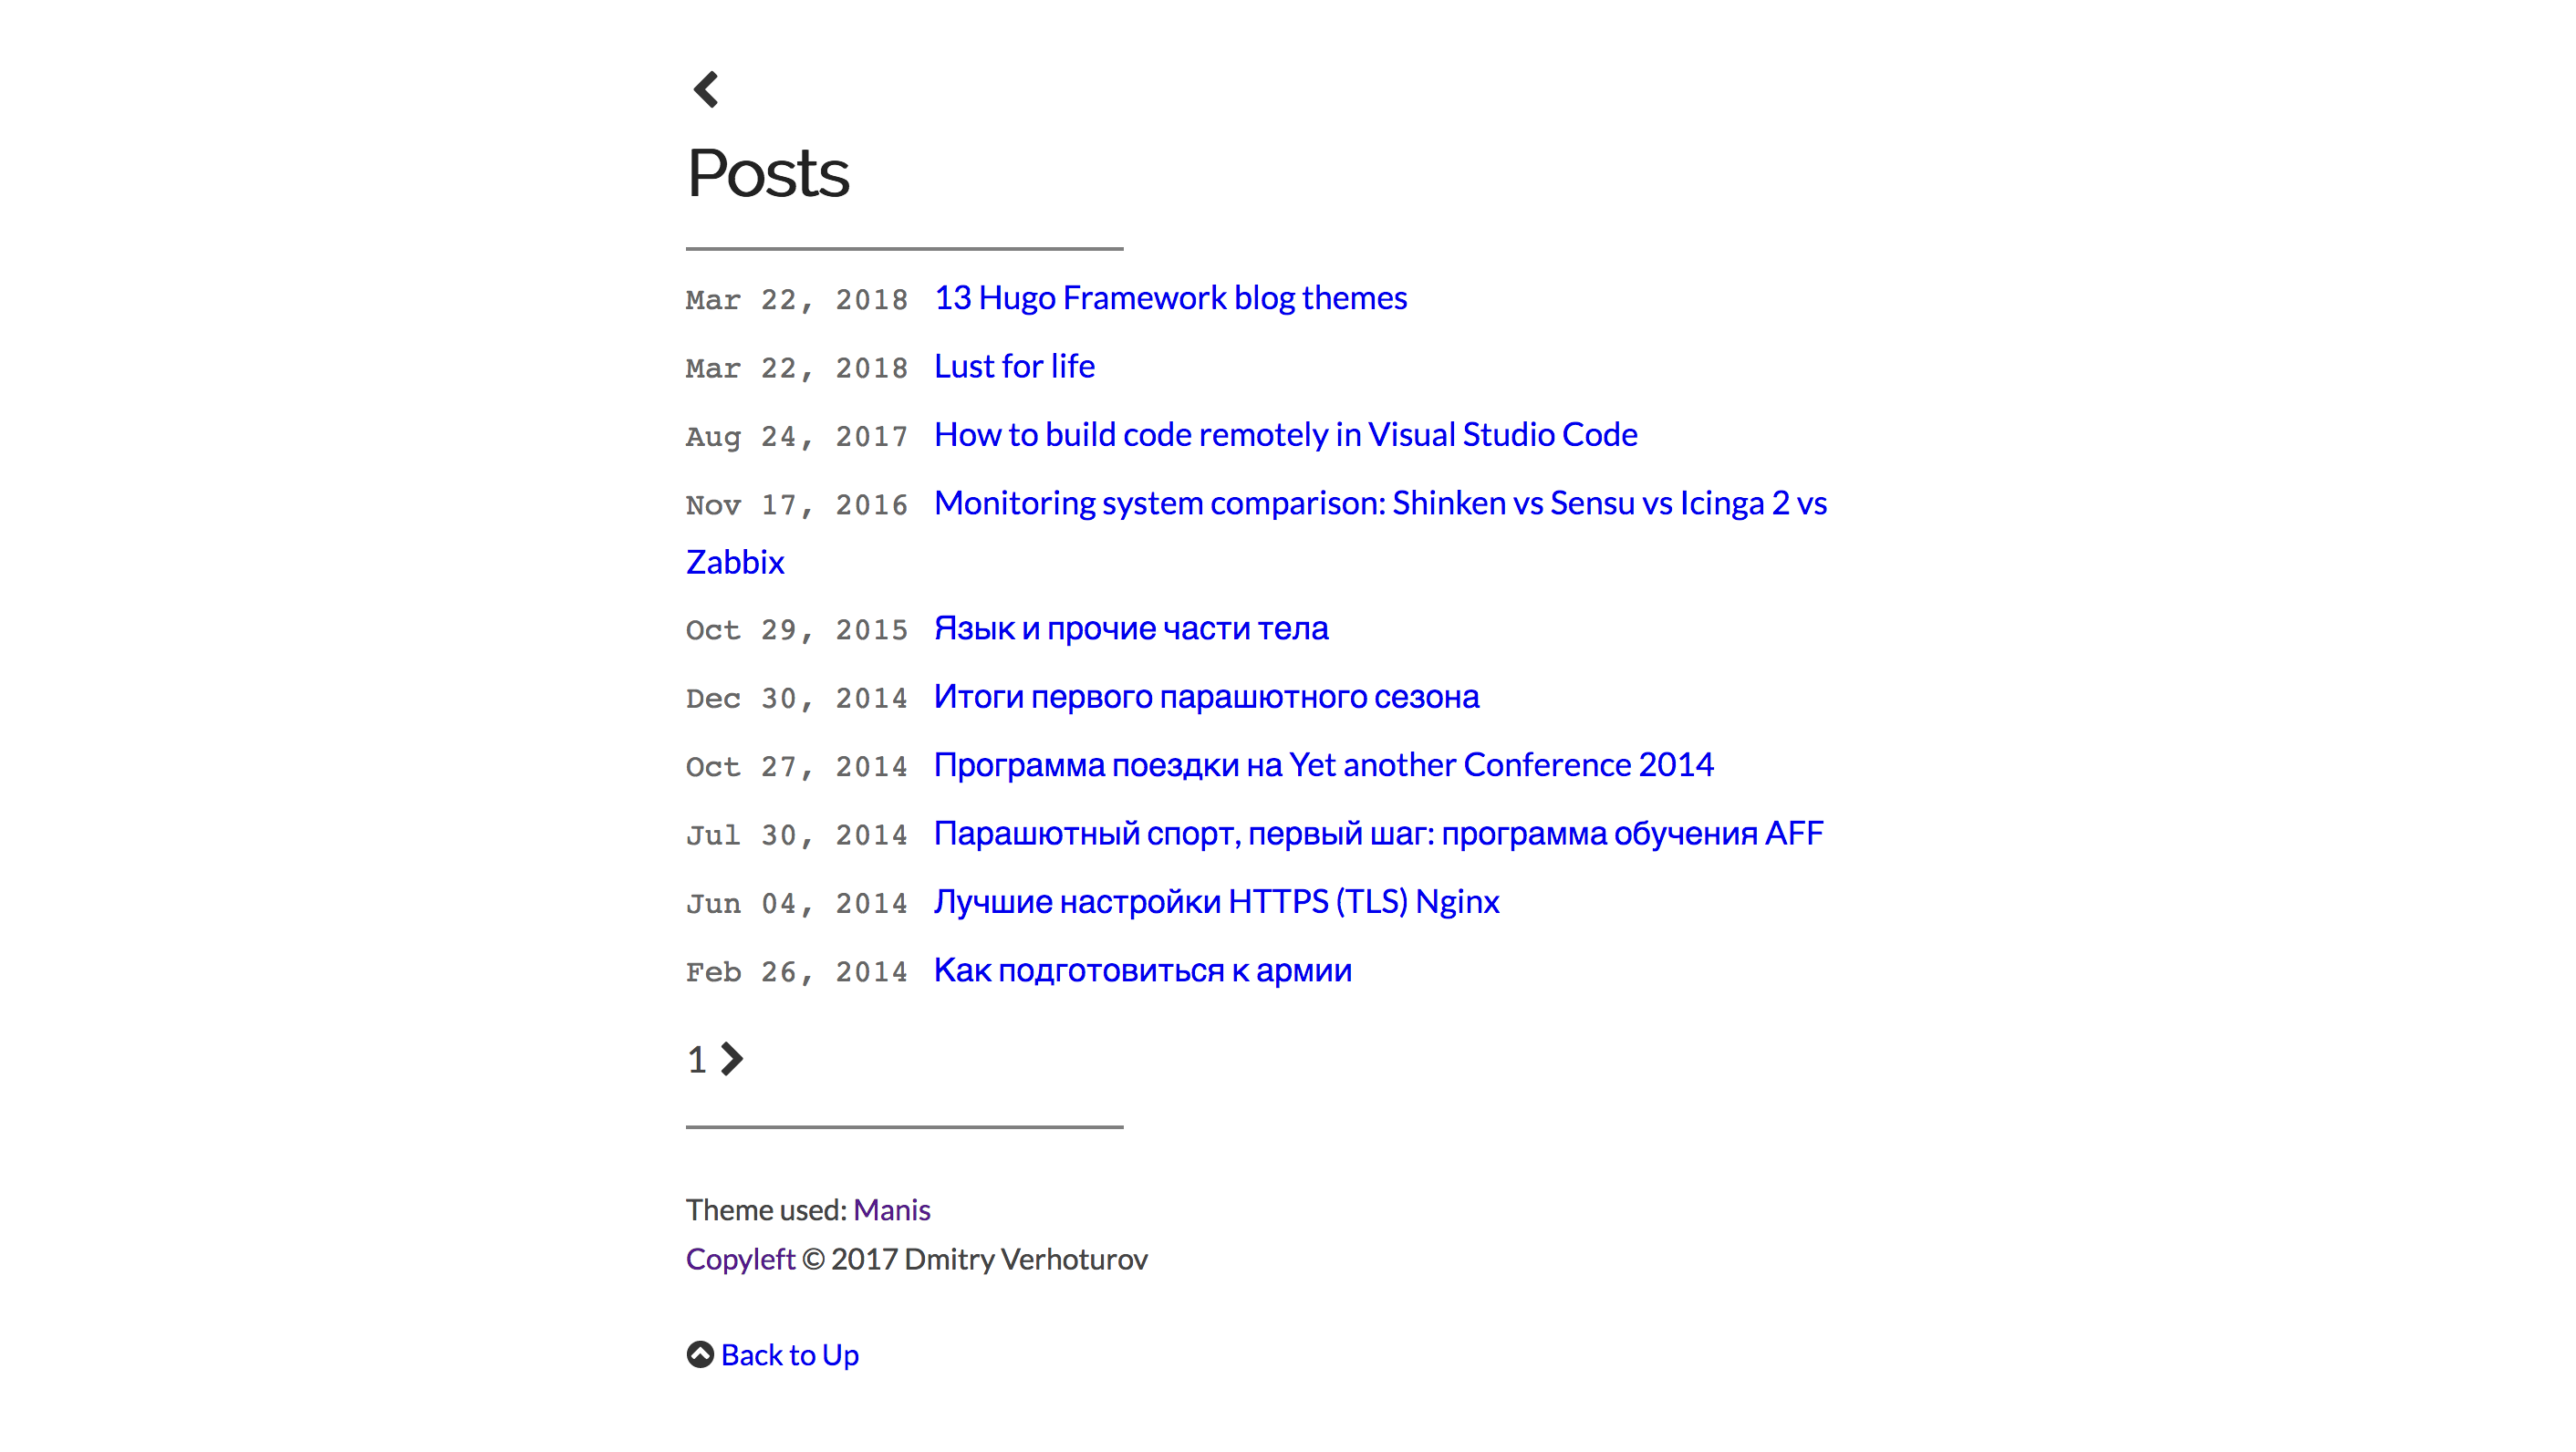 Posts
Mar 22, 2018 13 Hugo Framework blog themes
Mar 22, 2018 Lust for life
Aug 24, 2017 How to build code remotely in Visual Studio Code
Nov 17, 2016 Monitoring system comparison: Shinken vs Sensu vs Icinga 2 vs
Zabbix
Oct 29, 2015 Язык и прочие части тела
Dec 30, 2014 Итоги первого парашютного сезона
Oct 27, 2014 Программа поездки на Yet another Conference 2014
Jul 30, 2014 Парашютный спорт, первый шаг: программа обучения AFF
Jun 04, 2014 Лучшие настройки HTTPS (TLS) Nginx
Feb 26, 2014 Как подготовиться к армии
1
Theme used: Manis
Copyleft © 2017 Dmitry Verhoturov
Back to Up